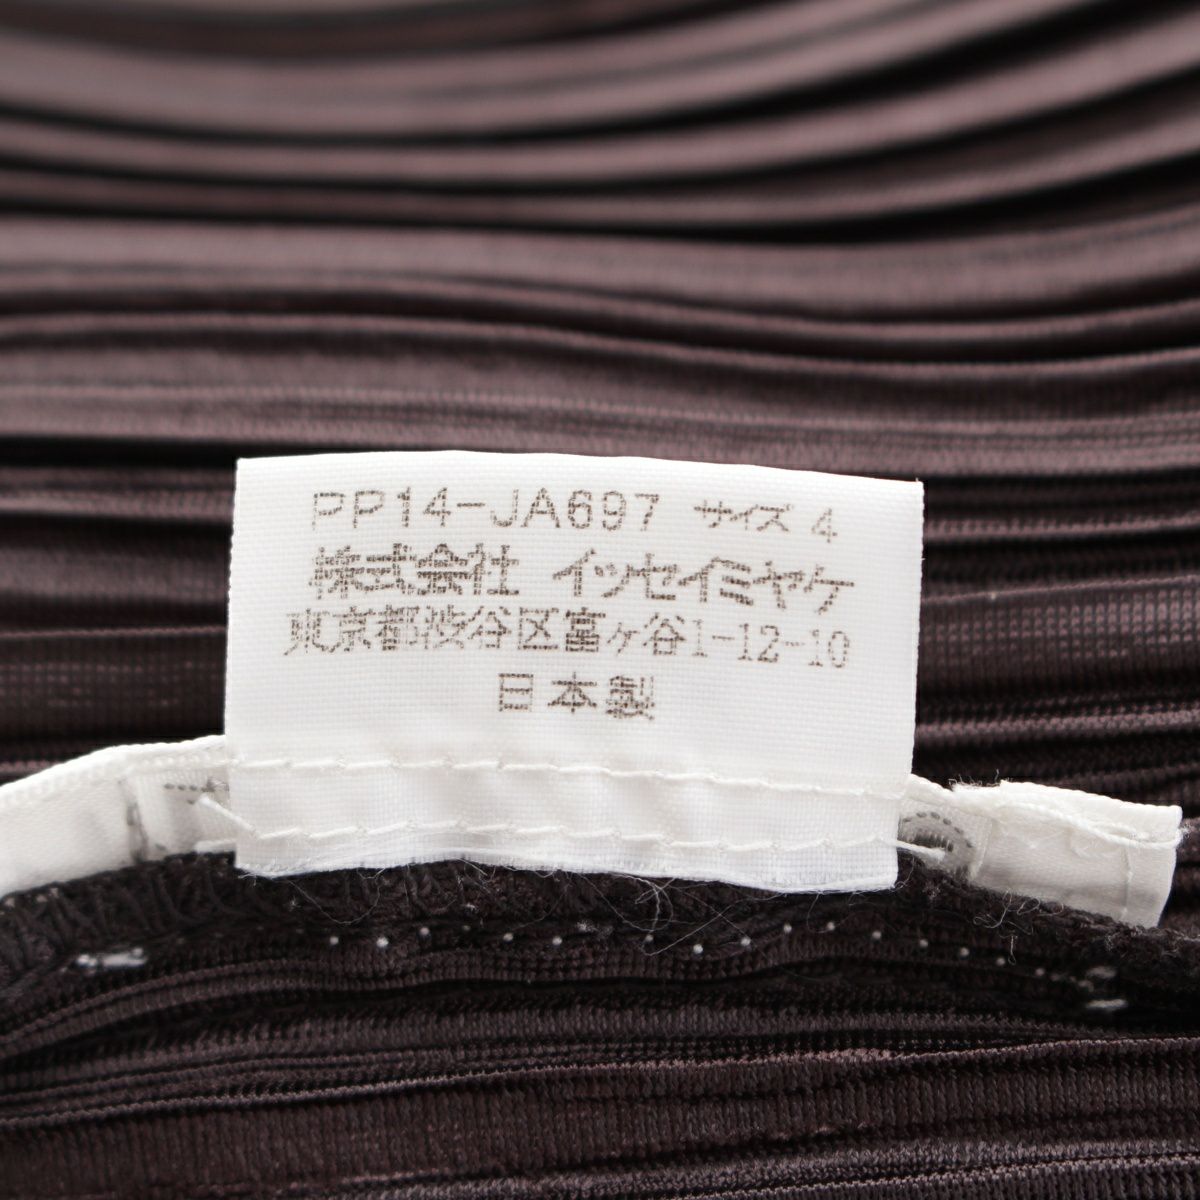 PP14-JA697 サイズ 4
株式会社 イッセイミヤケ
東京都渋谷区富ヶ谷1-12-10
日本製